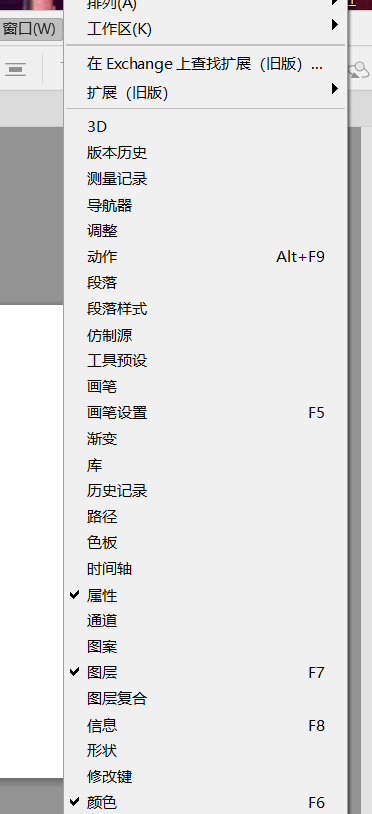 排列(A)
窗口(W)
工作区(K)
在 Exchange 上查找扩展（旧版）...
扩展（旧版）
3D
版本历史
测量记录
导航器
调整
动作 Alt+F9
段落
段落样式
仿制源
工具预设
画笔
画笔设置 F5
渐变
库
历史记录
路径
色板
时间轴
属性
通道
图案
图层 F7
图层复合
信息 F8
形状
修改键
颜色 F6